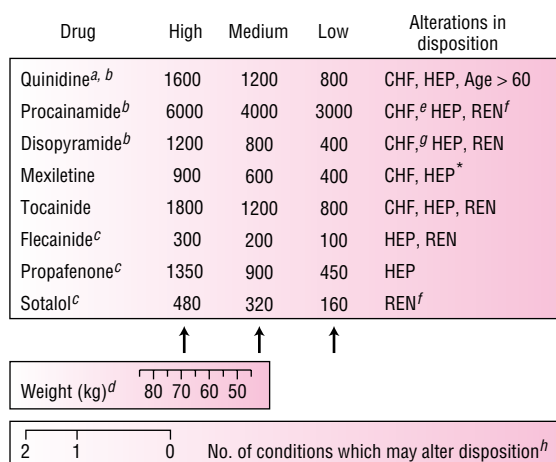 Drug High Medium Low Alterations in
disposition
Quinidine^a, b 1600 1200 800 CHF, HEP, Age > 60
Procainamide^b 6000 4000 3000 CHF,^e HEP, REN^f
Disopyramide^b 1200 800 400 CHF,^g HEP, REN
Mexiletine 900 600 400 CHF, HEP*
Tocainide 1800 1200 800 CHF, HEP, REN
Flecainide^c 300 200 100 HEP, REN
Propafenone^c 1350 900 450 HEP
Sotalol^c 480 320 160 REN^f
Weight (kg)^d 80 70 60 50
2 1 0 No. of conditions which may alter disposition^h